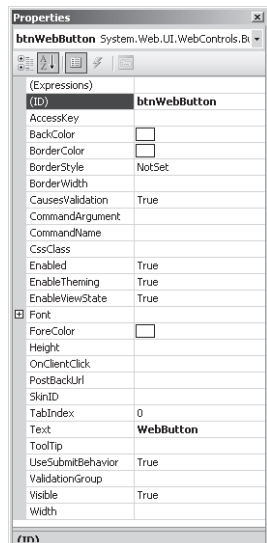 Properties
btnWebButton System.Web.UI.WebControls.Bu
(Expressions)
(ID) btnWebButton
AccessKey
BackColor
BorderColor
BorderStyle NotSet
BorderWidth
CausesValidation True
CommandArgument
CommandName
CssClass
Enabled True
EnableTheming True
EnableViewState True
Font
ForeColor
Height
OnClientClick
PostBackUrl
SkinID
TabIndex 0
Text WebButton
ToolTip
UseSubmitBehavior True
ValidationGroup
Visible True
Width
(ID)